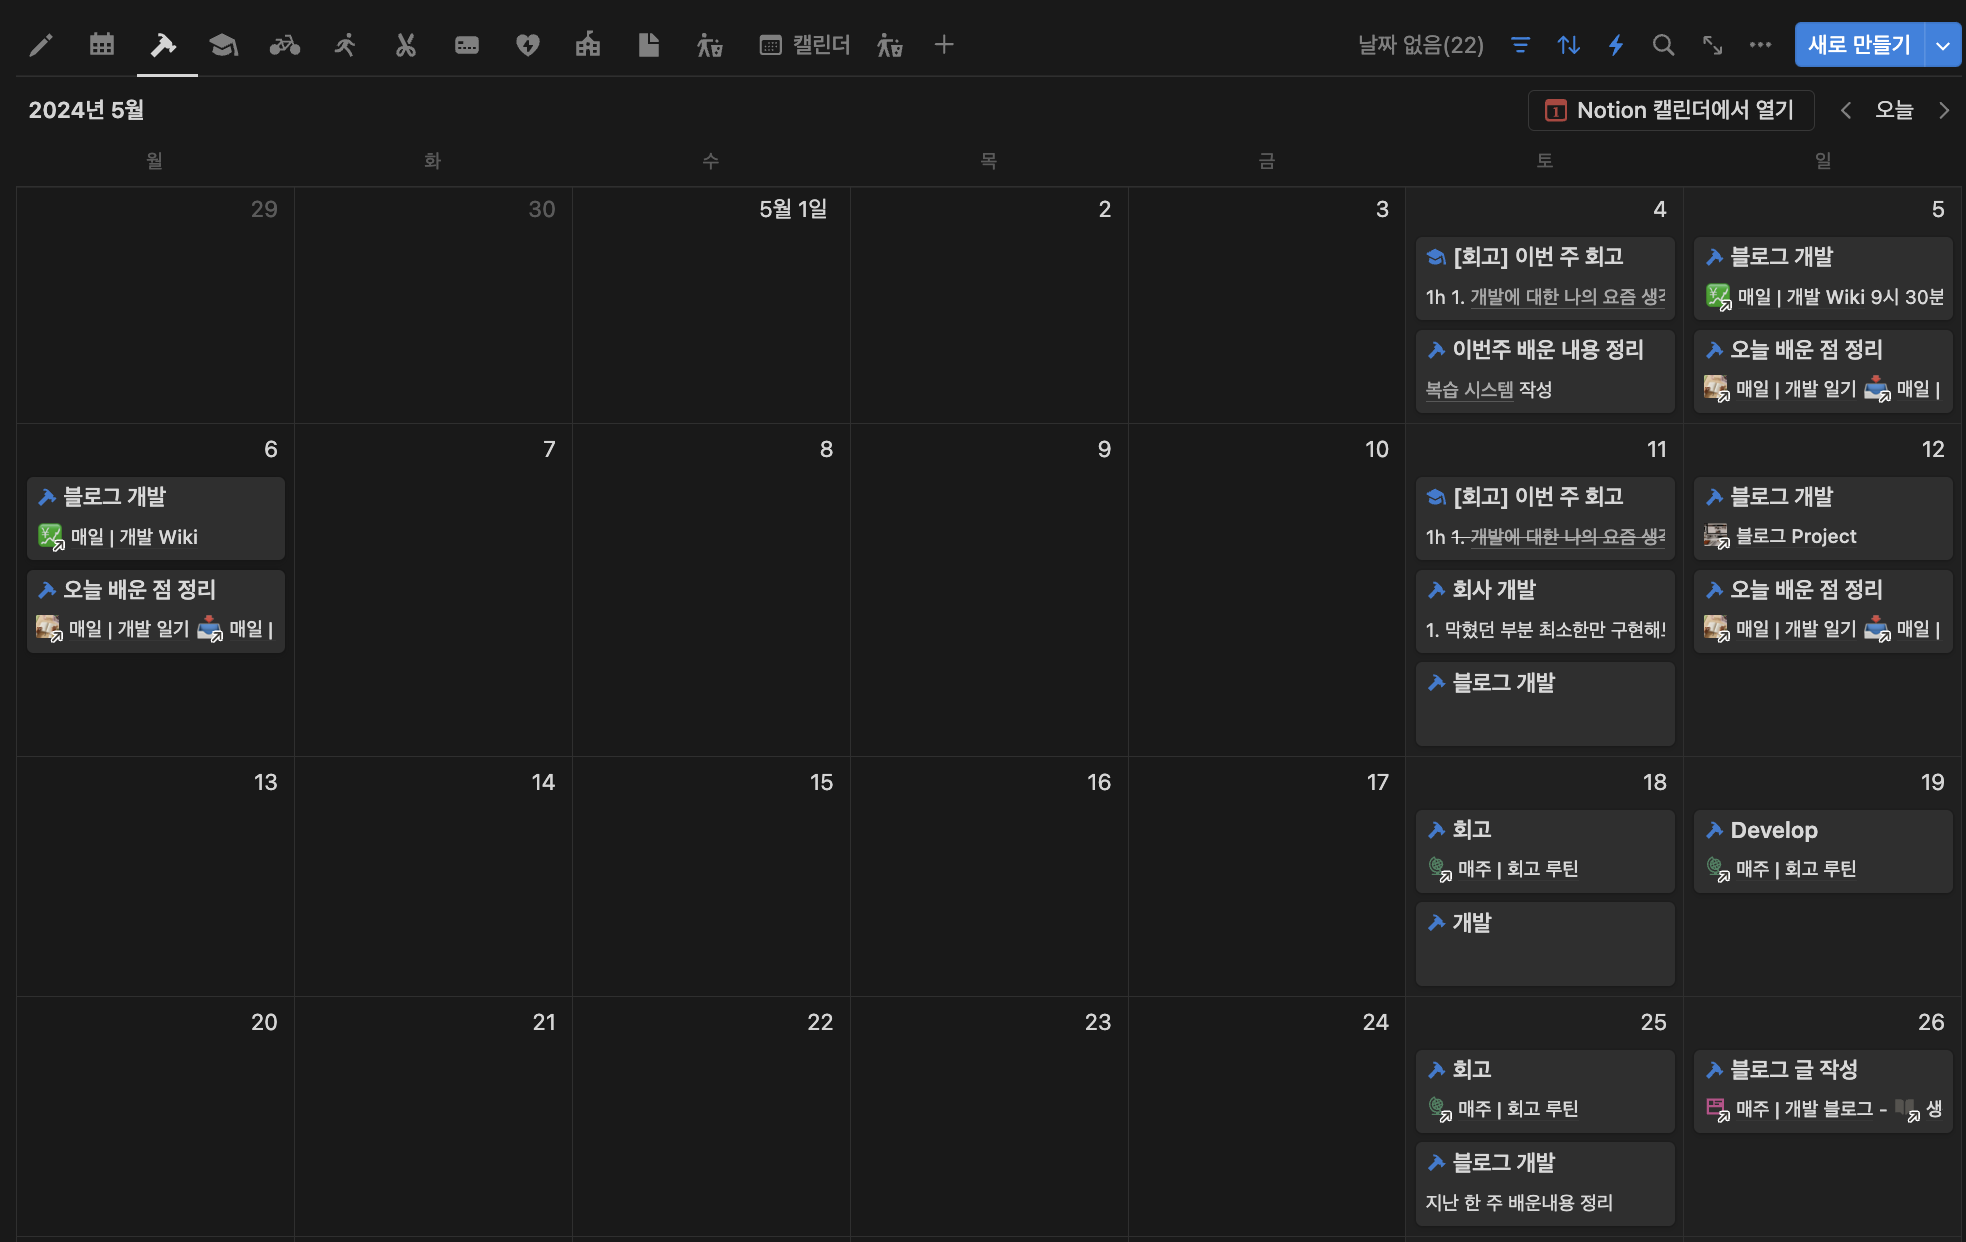 캘린더
날짜 없음(22)
새로 만들기
2024년 5월
1 Notion 캘린더에서 열기
오늘
월 화 수 목 금 토 일
29 30 5월 1일 2 3 4 5
[회고] 이번 주 회고
1h 1. 개발에 대한 나의 요즘 생각
이번주 배운 내용 정리
복습 시스템 작성
블로그 개발
매일 | 개발 Wiki 9시 30분
오늘 배운 점 정리
매일 | 개발 일기 매일 |
6 7 8 9 10 11 12
블로그 개발
매일 | 개발 Wiki
오늘 배운 점 정리
매일 | 개발 일기 매일 |
[회고] 이번 주 회고
1h 1. 개발에 대한 나의 요즘 생각
회사 개발
1. 막혔던 부분 최소한만 구현해
블로그 개발
블로그 개발
블로그 Project
오늘 배운 점 정리
매일 | 개발 일기 매일 |
13 14 15 16 17 18 19
회고
매주 | 회고 루틴
개발
Develop
매주 | 회고 루틴
20 21 22 23 24 25 26
회고
매주 | 회고 루틴
블로그 개발
지난 한 주 배운내용 정리
블로그 글 작성
매주 | 개발 블로그 - 생